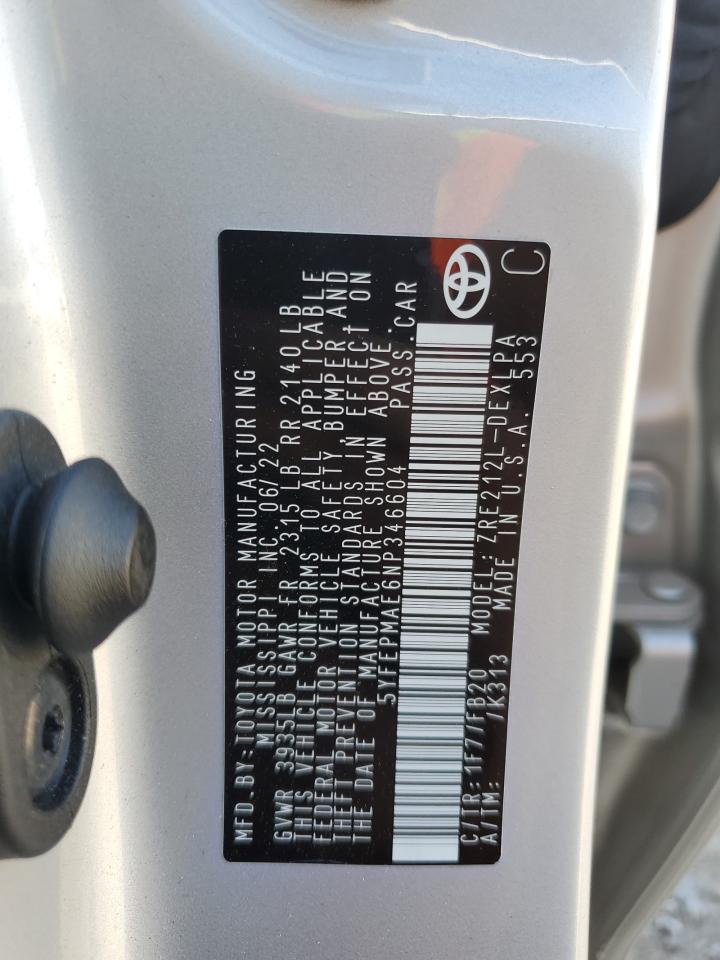 MFD BY: TOYOTA MOTOR MANUFACTURING
MISSISSIPPI INC. 06/22
GVWR 3935LB GAWR FR 2315 LB RR 2140 LB
THIS VEHICLE CONFORMS TO ALL APPLICABLE
FEDERAL MOTOR VEHICLE SAFETY, BUMPER, AND
THEFT PREVENTION STANDARDS IN EFFECT ON
THE DATE OF MANUFACTURE SHOWN ABOVE.
5YFEPMAE6NP346604 PASS. CAR
C/TR: 1F7/FB20 MODEL: ZRE212L-DEXLPA
A/TM: /K313 MADE IN U.S.A. 553
C